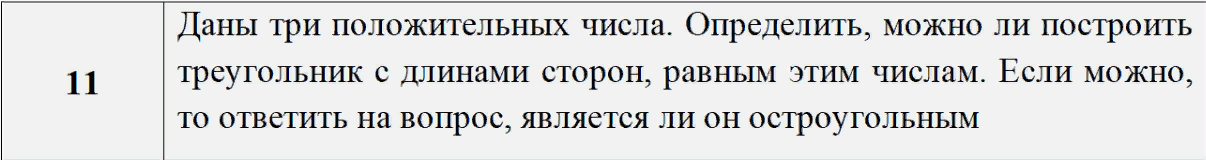 Даны три положительных числа. Определить, можно ли построить
11
треугольник с длинами сторон, равным этим числам. Если можно,
то ответить на вопрос, является ли он остроугольным